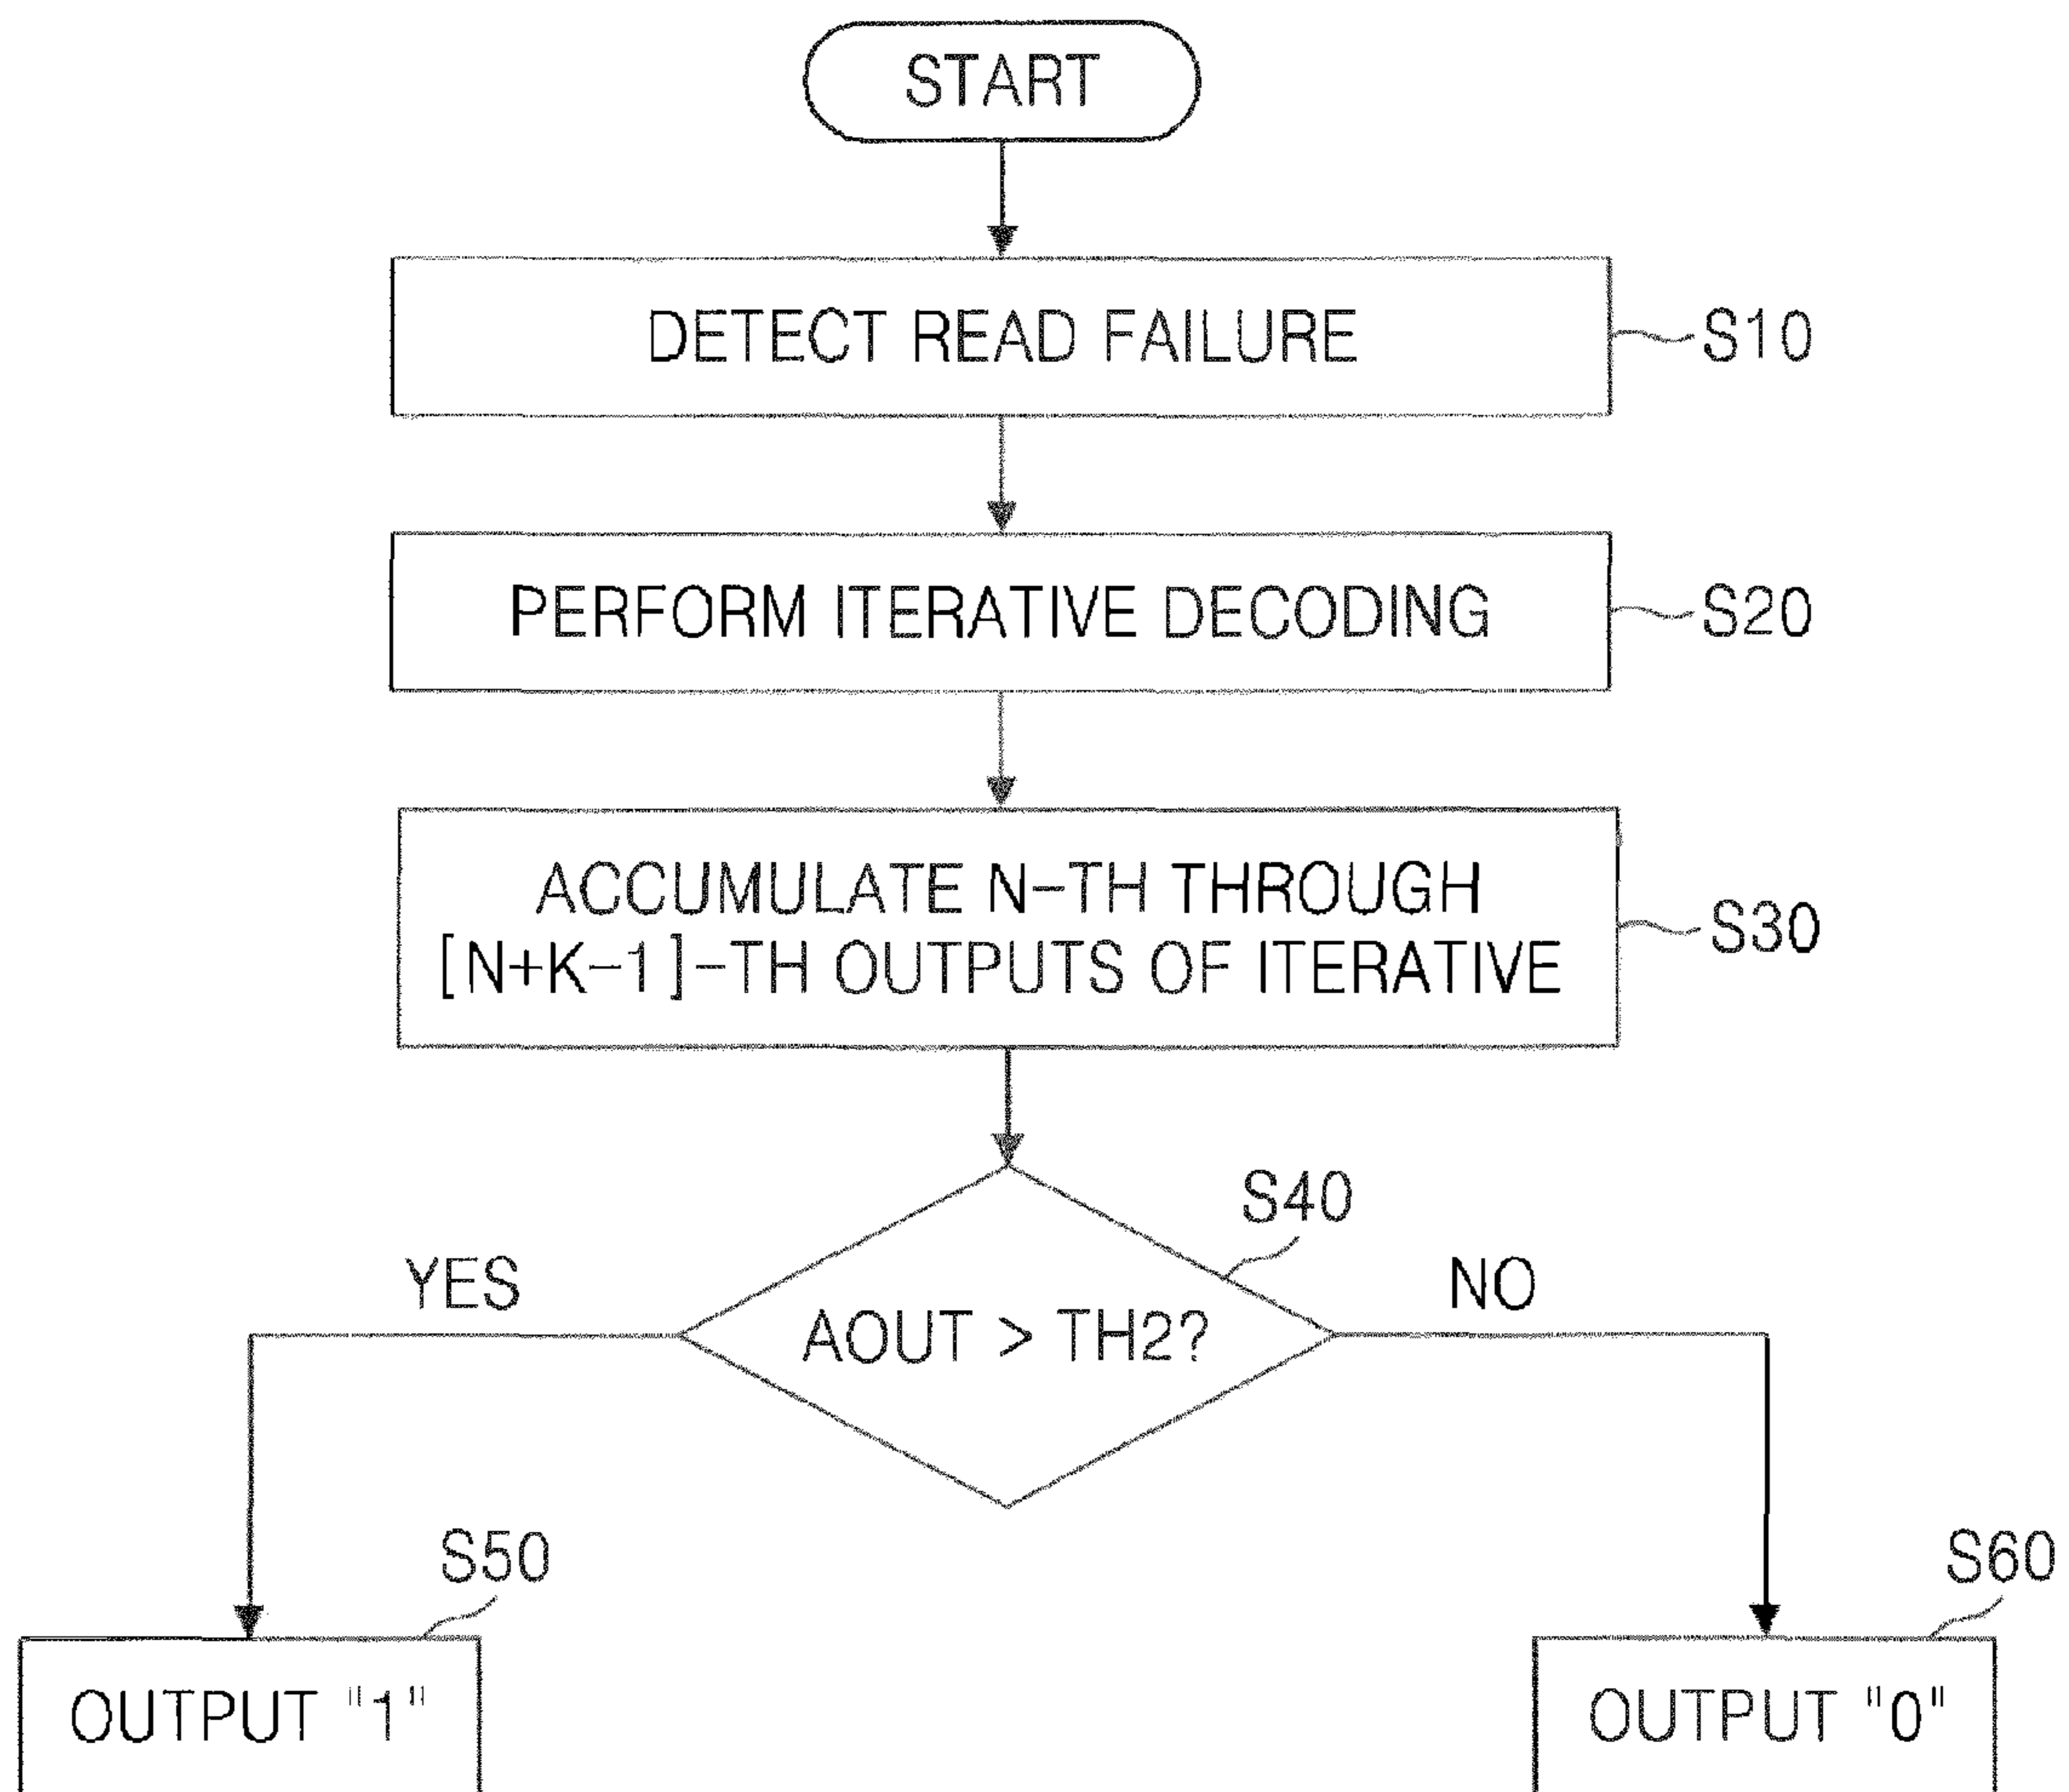 START
DETECT READ FAILURE
S10
PERFORM ITERATIVE DECODING
S20
ACCUMULATE N-TH THROUGH
[N+K-1]-TH OUTPUTS OF ITERATIVE
S30
S40
YES
NO
AOUT > TH2?
S50
S60
OUTPUT "1"
OUTPUT "0"